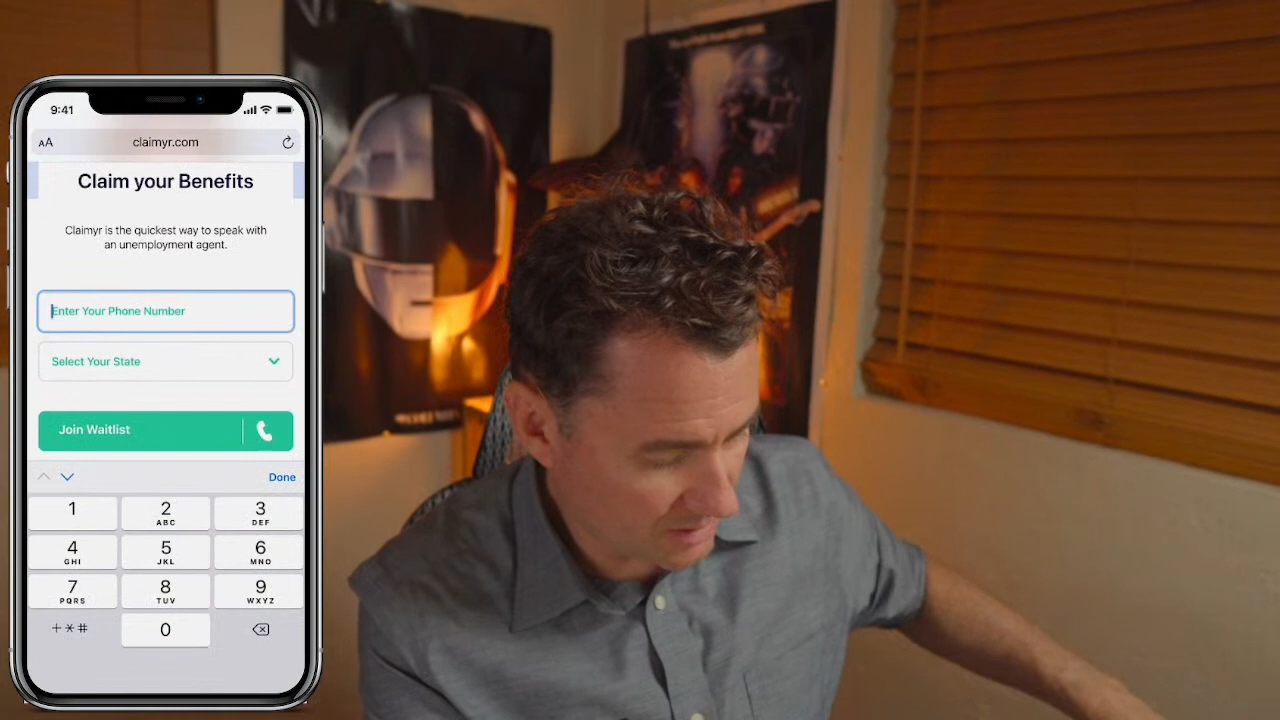 9:41
AA
claimyr.com
Claim your Benefits
Claimyr is the quickest way to speak with
an unemployment agent.
Enter Your Phone Number
Select Your State
Join Waitlist
Done
1
2
ABC
3
DEF
4
GHI
5
JKL
6
MNO
7
PQRS
8
TUV
9
WXYZ
+*#
0